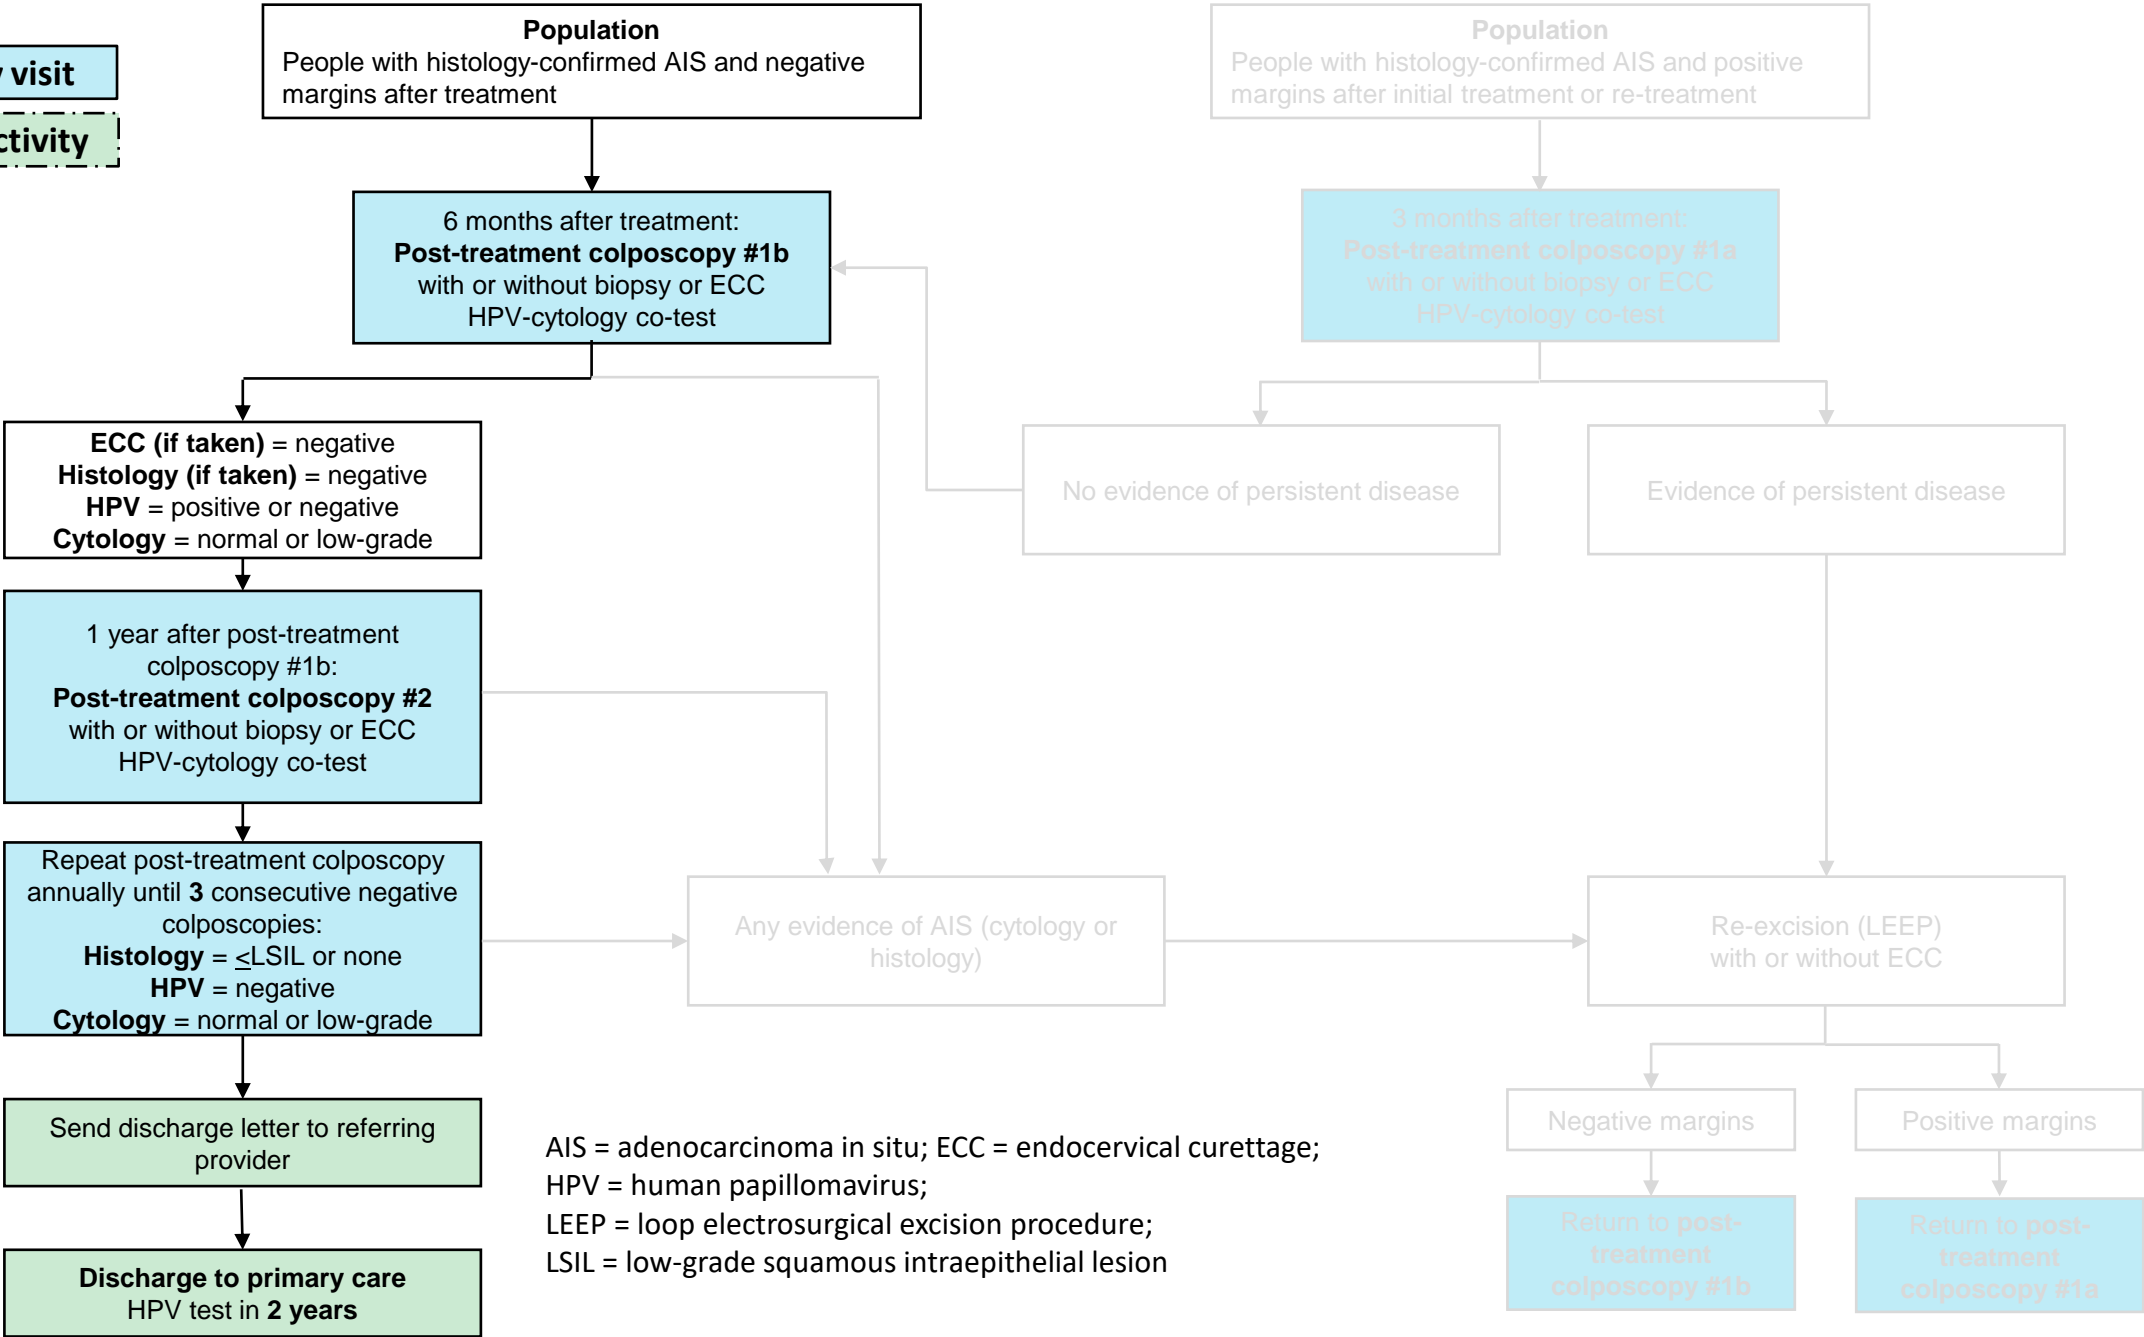 visit
Population
People with histology-confirmed AIS and negative
margins after treatment
Population
People with histology-confirmed AIS and positive
margins after initial treatment or re-treatment
6 months after treatment:
Post-treatment colposcopy #1b
with or without biopsy or ECC
HPV-cytology co-test
3 months after treatment:
Post-treatment colposcopy #1a
with or without biopsy or ECC
HPV-cytology co-test
ECC (if taken) = negative
Histology (if taken) = negative
HPV = positive or negative
Cytology = normal or low-grade
No evidence of persistent disease
Evidence of persistent disease
1 year after post-treatment
colposcopy #1b:
Post-treatment colposcopy #2
with or without biopsy or ECC
HPV-cytology co-test
Repeat post-treatment colposcopy
annually until 3 consecutive negative
colposcopies:
Histology = <LSIL or none
HPV = negative
Cytology = normal or low-grade
Any evidence of AIS (cytology or
histology)
Re-excision (LEEP)
with or without ECC
Negative margins
Positive margins
Return to post-
treatment
colposcopy #1b
Return to post-
treatment
colposcopy #1a
Send discharge letter to referring
provider
Discharge to primary care
HPV test in 2 years
AIS = adenocarcinoma in situ; ECC = endocervical curettage;
HPV = human papillomavirus;
LEEP = loop electrosurgical excision procedure;
LSIL = low-grade squamous intraepithelial lesion